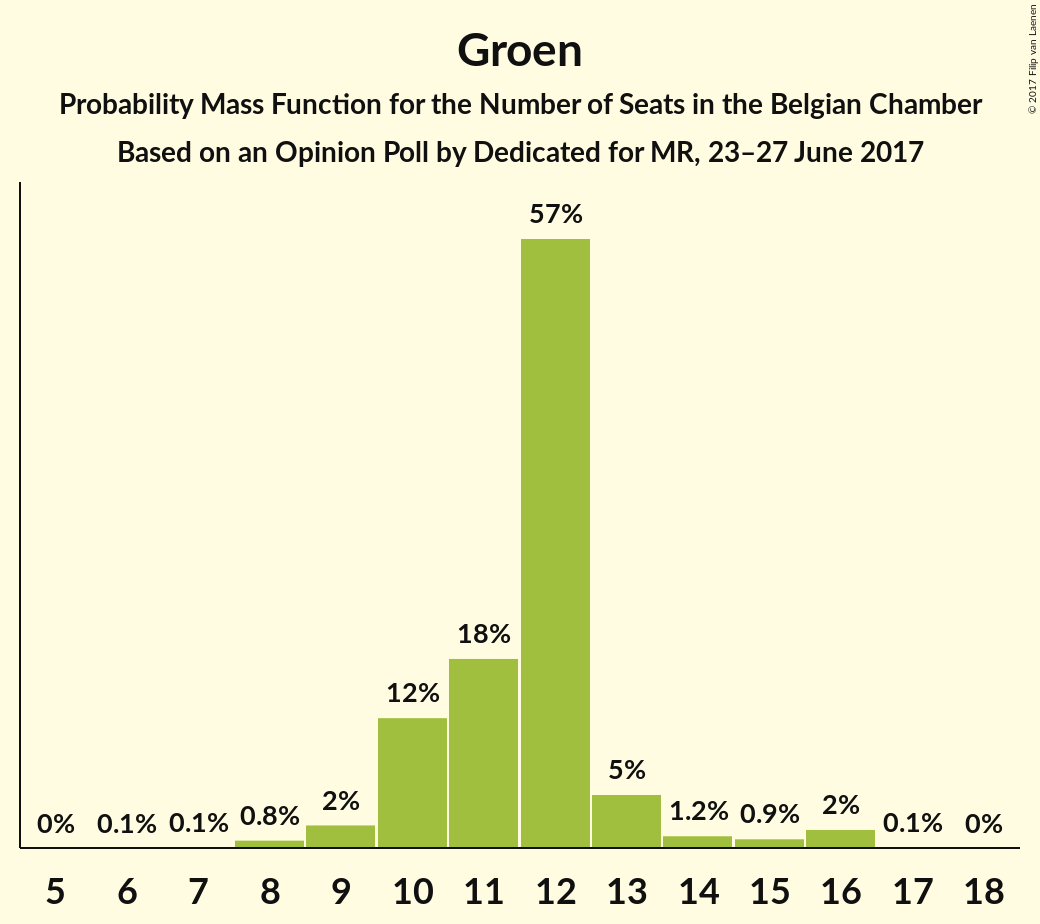 Groen
Probability Mass Function for the Number of Seats in the Belgian Chamber
Based on an Opinion Poll by Dedicated for MR, 23–27 June 2017
© 2017 Filip van Laenen
57%
18%
12%
5%
2%
2%
0% 0.1% 0.1% 0.8% 1.2% 0.9% 0.1% 0%
5 6 7 8 9 10 11 12 13 14 15 16 17 18